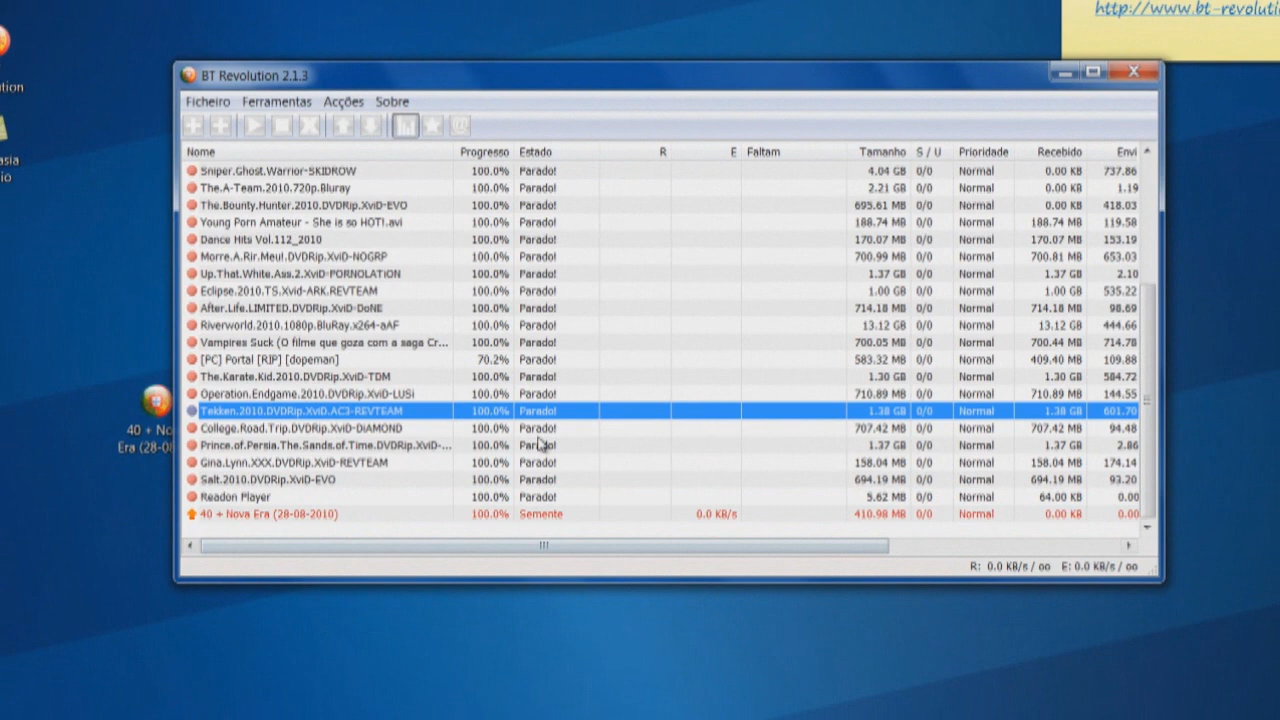 http://www.bt-revoluti
tion
asia
io
BT Revolution 2.1.3
Ficheiro Ferramentas Acções Sobre
Nome Progresso Estado R E Faltam Tamanho S / U Prioridade Recebido Envi
Sniper.Ghost.Warrior-SKIDROW 100.0% Parado! 4.04 GB 0/0 Normal 0.00 KB 737.86
The.A-Team.2010.720p.Bluray 100.0% Parado! 2.21 GB 0/0 Normal 0.00 KB 1.19
The.Bounty.Hunter.2010.DVDRip.XviD-EVO 100.0% Parado! 695.61 MB 0/0 Normal 0.00 KB 418.03
Young Porn Amateur - She is so HOT!.avi 100.0% Parado! 188.74 MB 0/0 Normal 188.74 MB 119.58
Dance Hits Vol.112_2010 100.0% Parado! 170.07 MB 0/0 Normal 170.07 MB 153.19
Morre.A.Rir.Meu!.DVDRip.XviD-NOGRP 100.0% Parado! 700.99 MB 0/0 Normal 700.81 MB 653.03
Up.That.White.Ass.2.XviD-PORNOLATION 100.0% Parado! 1.37 GB 0/0 Normal 1.37 GB 2.10
Eclipse.2010.TS.Xvid-ARK.REVTEAM 100.0% Parado! 1.00 GB 0/0 Normal 1.00 GB 535.22
After.Life.LIMITED.DVDRip.XviD-DoNE 100.0% Parado! 714.18 MB 0/0 Normal 714.18 MB 98.69
Riverworld.2010.1080p.BluRay.x264-aAF 100.0% Parado! 13.12 GB 0/0 Normal 13.12 GB 444.66
Vampires Suck (O filme que goza com a saga Cr... 100.0% Parado! 700.05 MB 0/0 Normal 700.44 MB 714.78
[PC] Portal [RIP] [dopeman] 70.2% Parado! 583.32 MB 0/0 Normal 409.40 MB 109.88
The.Karate.Kid.2010.DVDRip.XviD-TDM 100.0% Parado! 1.30 GB 0/0 Normal 1.30 GB 584.72
Operation.Endgame.2010.DVDRip.XviD-LUSi 100.0% Parado! 710.89 MB 0/0 Normal 710.89 MB 144.55
Tekken.2010.DVDRip.XviD.AC3-REVTEAM 100.0% Parado! 1.38 GB 0/0 Normal 1.38 GB 601.70
College.Road.Trip.DVDRip.XviD-DiAMOND 100.0% Parado! 707.42 MB 0/0 Normal 707.42 MB 94.48
Prince.of.Persia.The.Sands.of.Time.DVDRip.XviD-... 100.0% Parado! 1.37 GB 0/0 Normal 1.37 GB 2.86
Gina.Lynn.XXX.DVDRip.XviD-REVTEAM 100.0% Parado! 158.04 MB 0/0 Normal 158.04 MB 174.14
Salt.2010.DVDRip.XviD-EVO 100.0% Parado! 694.19 MB 0/0 Normal 694.19 MB 93.20
Readon Player 100.0% Parado! 5.62 MB 0/0 Normal 64.00 KB 0.00
40 + Nova Era (28-08-2010) 100.0% Semente 0.0 KB/s 410.98 MB 0/0 Normal 0.00 KB 0.00
40 + No
Era (28-08
R: 0.0 KB/s / oo E: 0.0 KB/s / oo